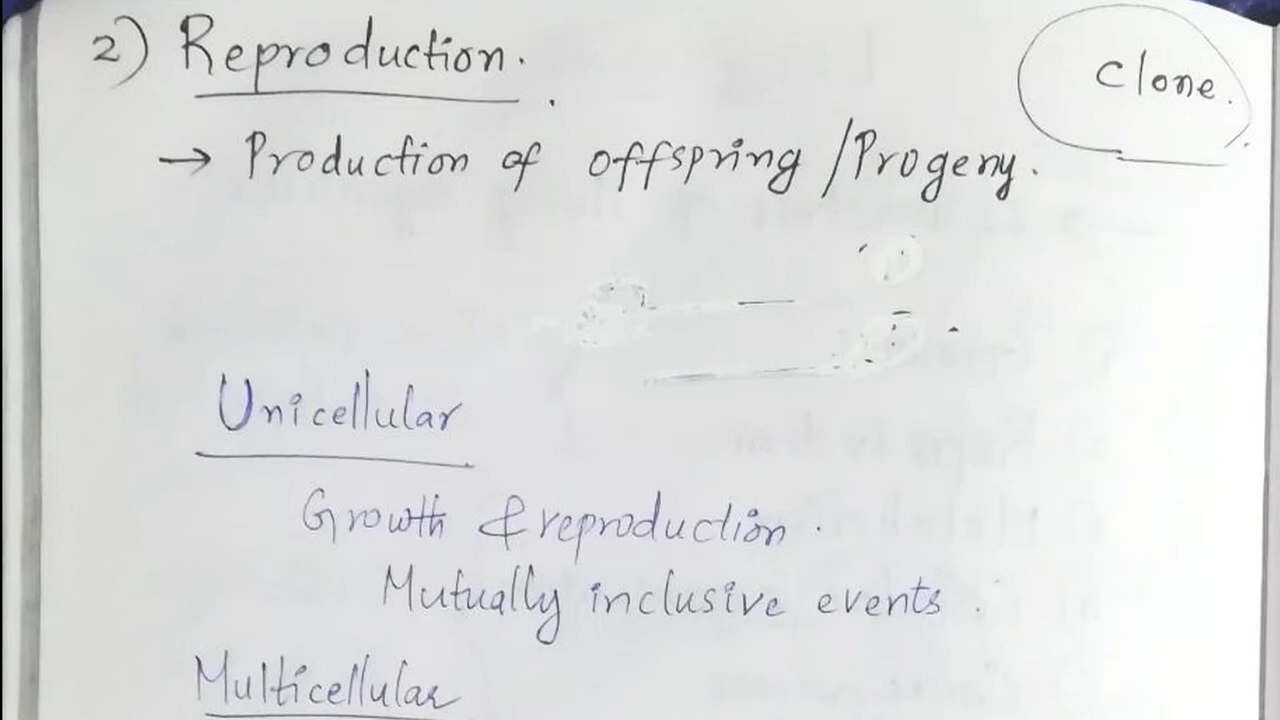 2) Reproduction.
Clone.
→ Production of offspring /Progeny.
Unicellular
Growth & reproduction.
Mutually inclusive events.
Multicellular